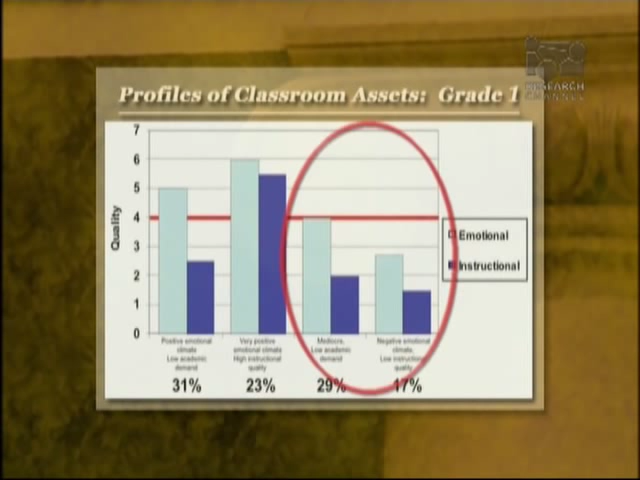 RESEARCH
CHANNEL
Profiles of Classroom Assets: Grade 1
7
6
5
4
3
2
1
0
Quality
Emotional
Instructional
Positive emotional
climate
Low academic
demand
Very positive
emotional climate
High instructional
quality
Mediocre,
Low academic
demand
Negative emotional
climate,
Low instructional
quality
31%
23%
29%
17%